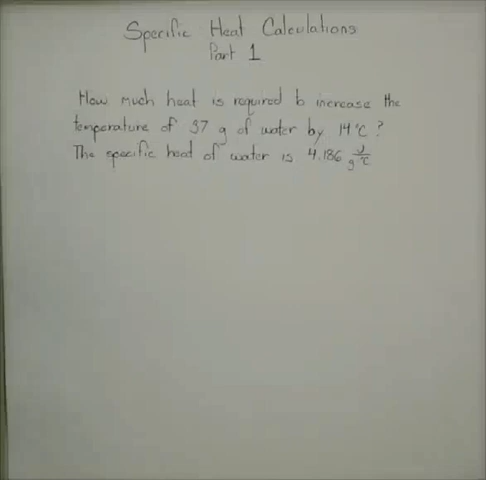 Specific Heat Calculations
Part 1
How much heat is required to increase the
temperature of 37 g of water by 14°C?
The specific heat of water is 4.186 J/g°C